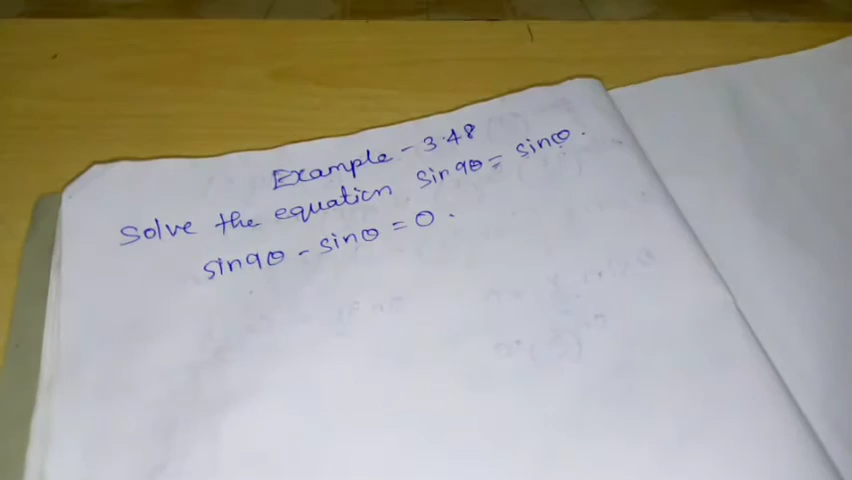 Example - 3.48
Solve the equation sin9θ = sinθ.
sin9θ - sinθ = 0.